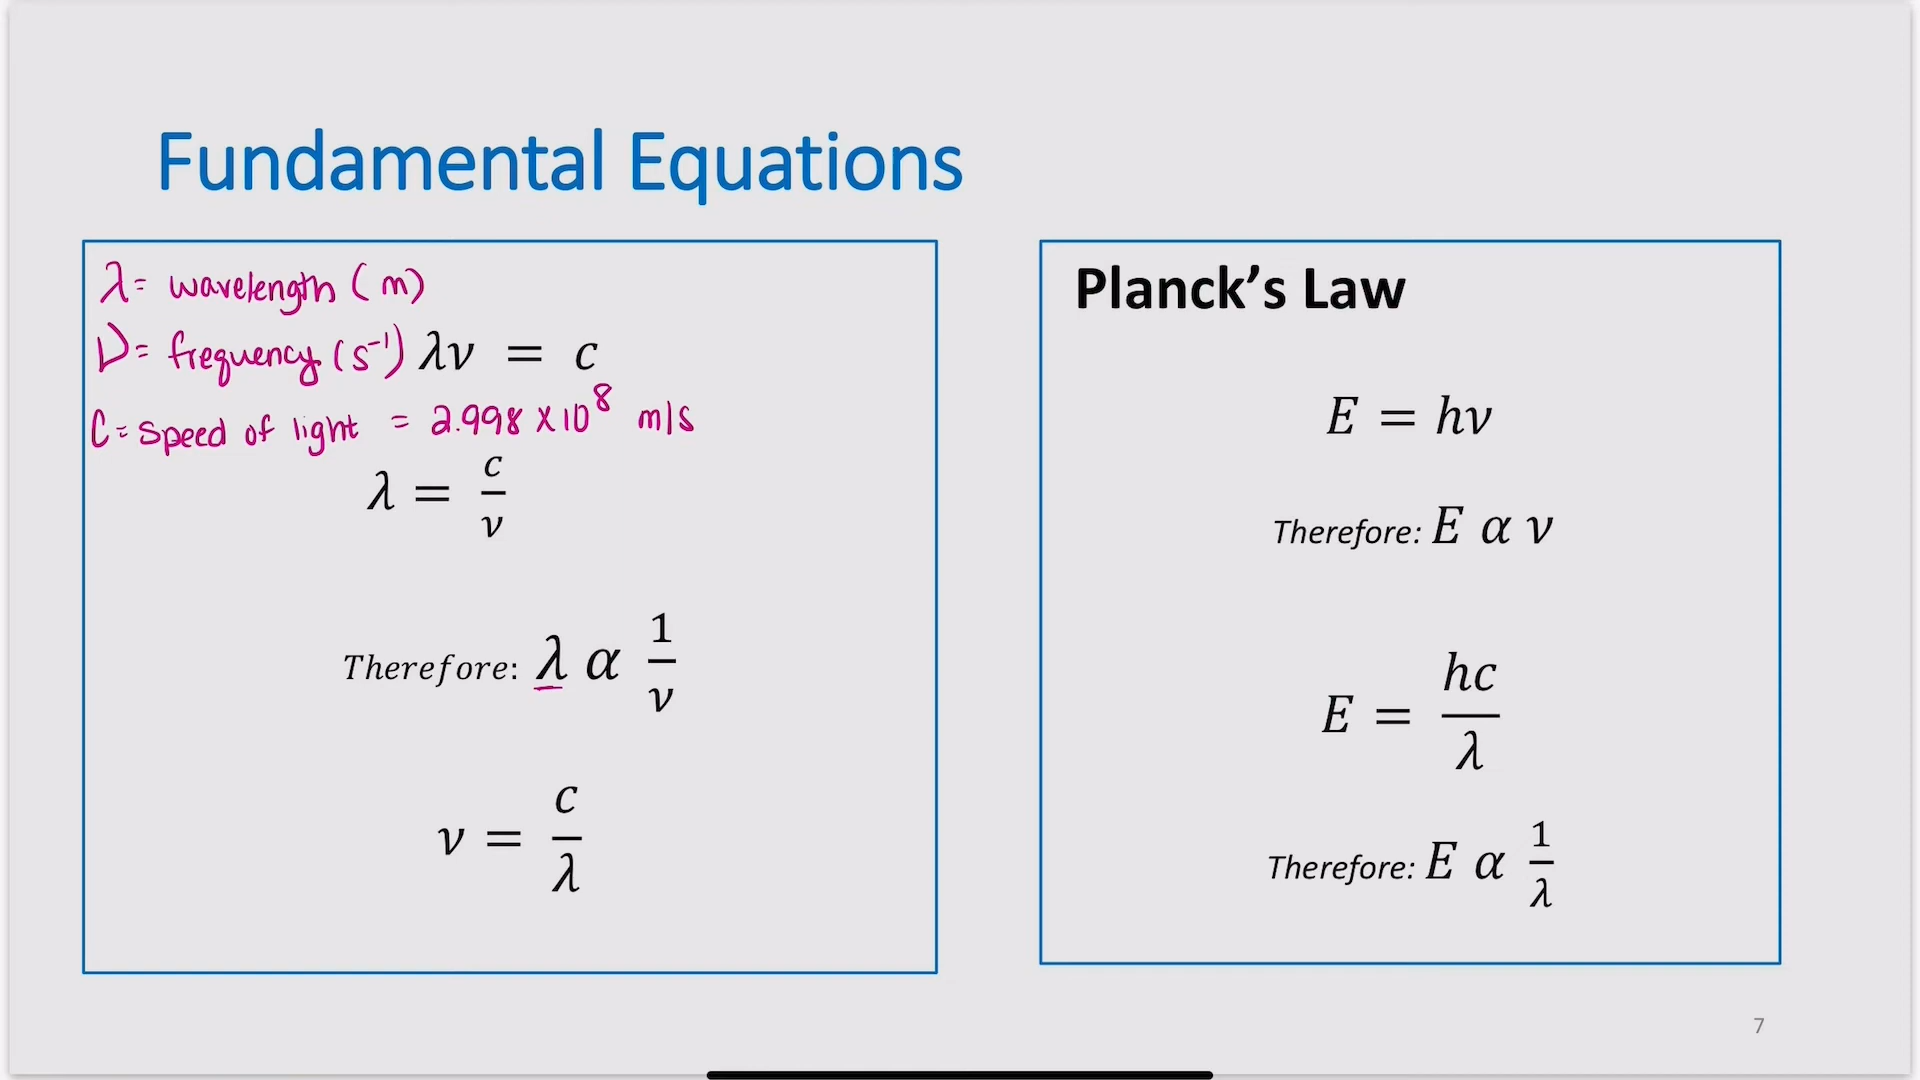 Fundamental Equations
λ= wavelength (m)
ν= frequency (s⁻¹) λν = c
C= speed of light = 2.998 × 10⁸ m/s
λ = c/ν
Therefore: λ α 1/ν
ν = c/λ
Planck’s Law
E = hν
Therefore: E α ν
E = hc/λ
Therefore: E α 1/λ
7